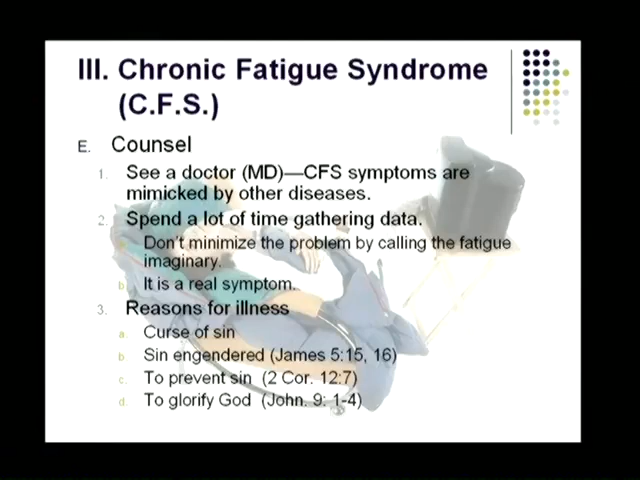 III. Chronic Fatigue Syndrome
(C.F.S.)
E. Counsel
1. See a doctor (MD)—CFS symptoms are
mimicked by other diseases.
2. Spend a lot of time gathering data.
a. Don't minimize the problem by calling the fatigue
imaginary.
b. It is a real symptom.
3. Reasons for illness
a. Curse of sin
b. Sin engendered (James 5:15, 16)
c. To prevent sin (2 Cor. 12:7)
d. To glorify God (John. 9: 1-4)